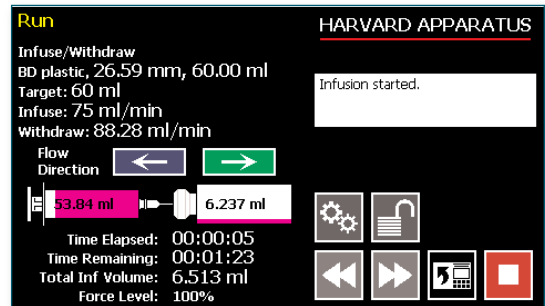 Run
HARVARD APPARATUS
Infuse/Withdraw
BD plastic, 26.59 mm, 60.00 ml
Target: 60 ml
Infuse: 75 ml/min
Withdraw: 88.28 ml/min
Infusion started.
Flow
Direction
53.84 ml
6.237 ml
Time Elapsed: 00:00:05
Time Remaining: 00:01:23
Total Inf Volume: 6.513 ml
Force Level: 100%